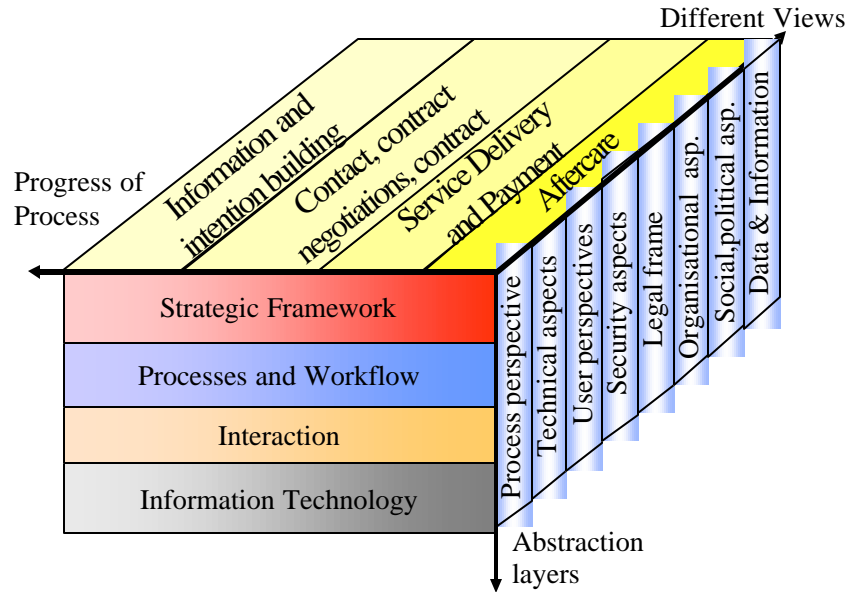 Different Views
Progress of
Process
Information and
intention building
Contact, contract
negotiations, contract
Service Delivery
and Payment
Aftercare
Strategic Framework
Processes and Workflow
Interaction
Information Technology
Process perspective
Technical aspects
User perspectives
Security aspects
Legal frame
Organisational asp.
Social,political asp.
Data & Information
Abstraction
layers